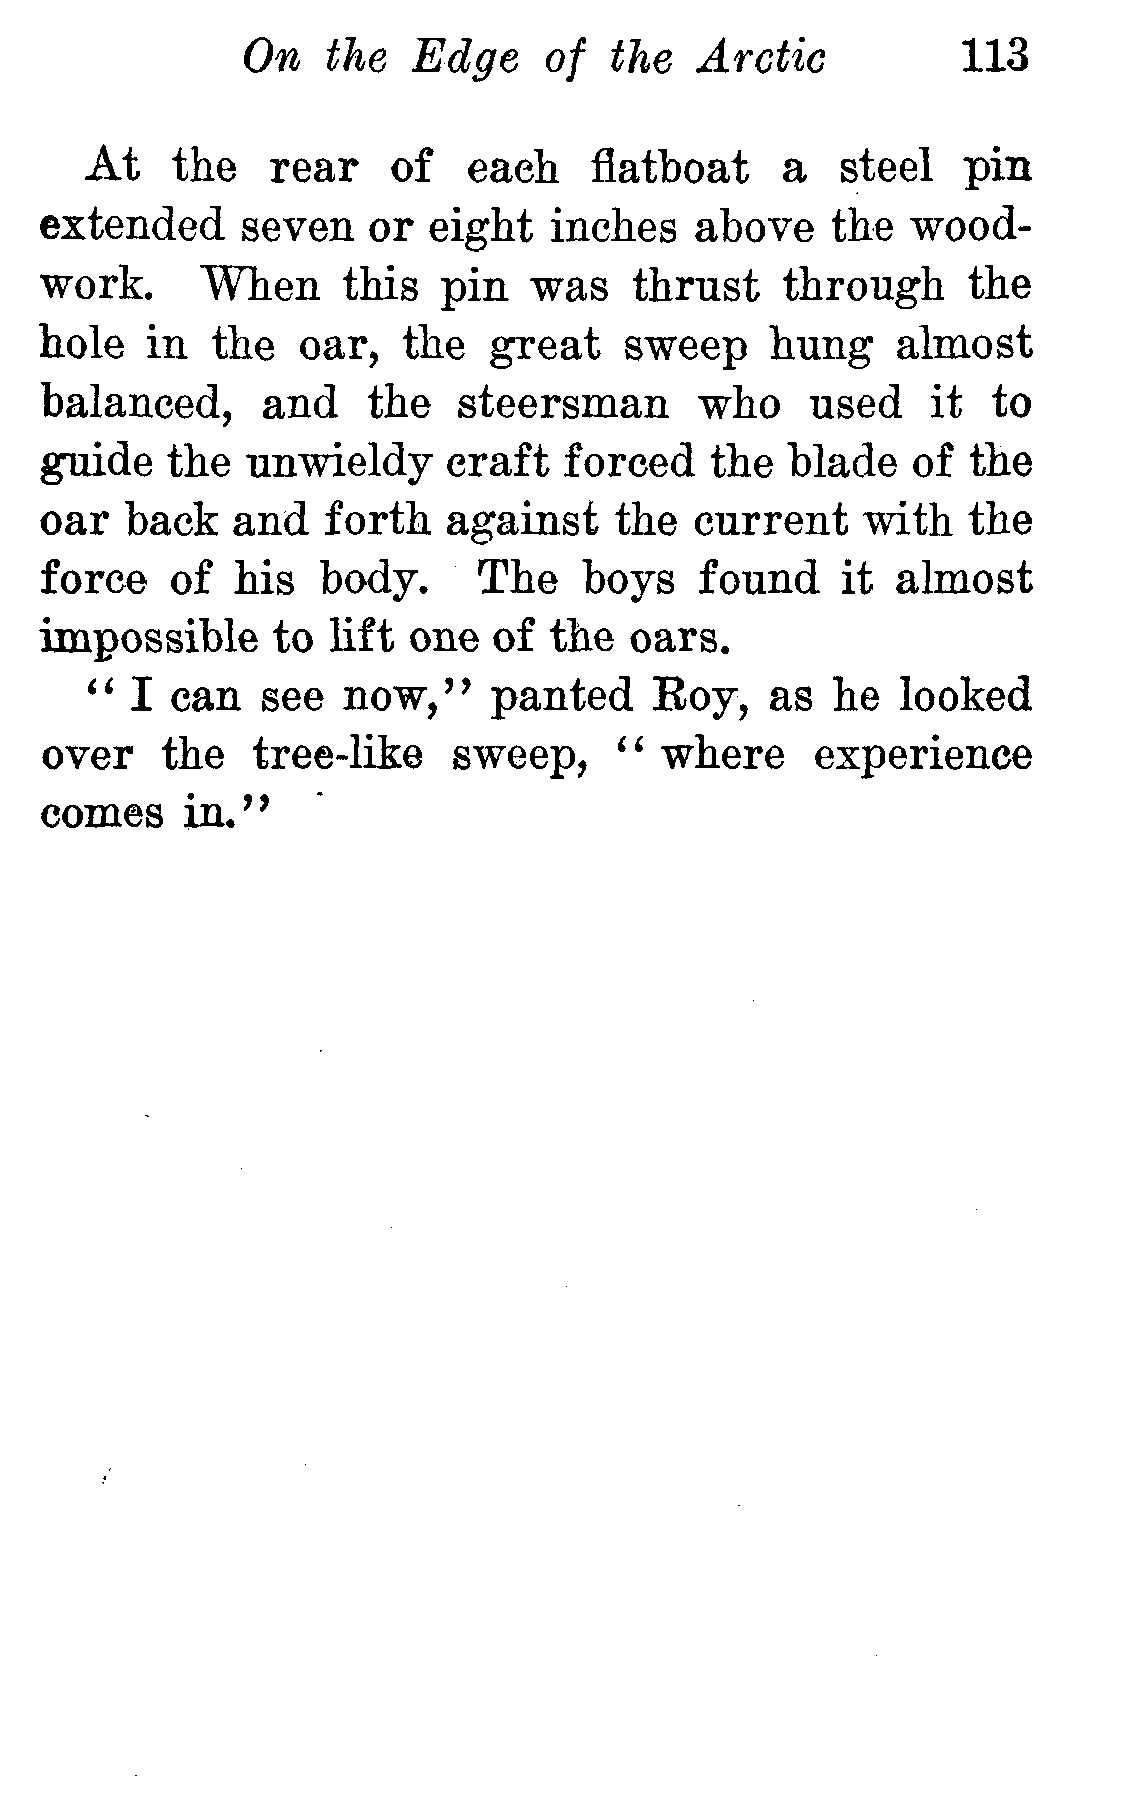 On the Edge of the Arctic 113
At the rear of each flatboat a steel pin
extended seven or eight inches above the wood-
work. When this pin was thrust through the
hole in the oar, the great sweep hung almost
balanced, and the steersman who used it to
guide the unwieldy craft forced the blade of the
oar back and forth against the current with the
force of his body. The boys found it almost
impossible to lift one of the oars.
“ I can see now,” panted Roy, as he looked
over the tree-like sweep, “ where experience
comes in.”